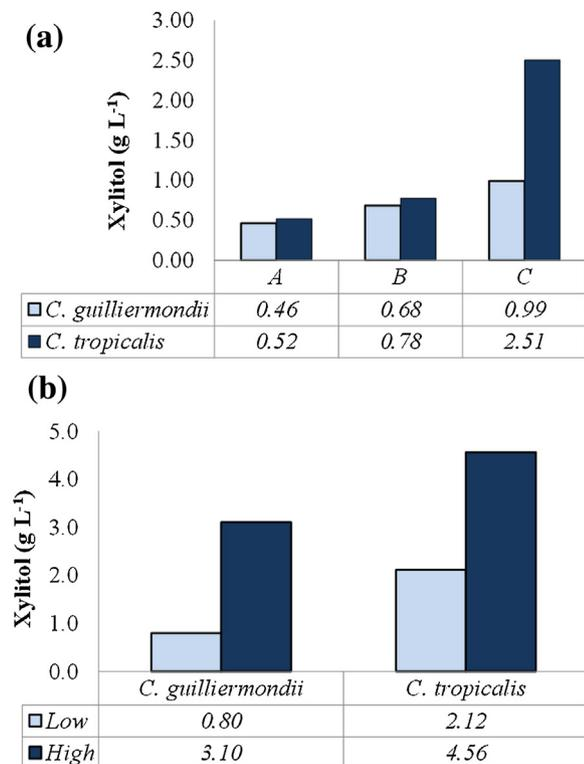 (a)
Xylitol (g L-1)
3.00
2.50
2.00
1.50
1.00
0.50
0.00
A B C
C. guilliermondii 0.46 0.68 0.99
C. tropicalis 0.52 0.78 2.51
(b)
Xylitol (g L-1)
5.0
4.0
3.0
2.0
1.0
0.0
C. guilliermondii C. tropicalis
Low 0.80 2.12
High 3.10 4.56